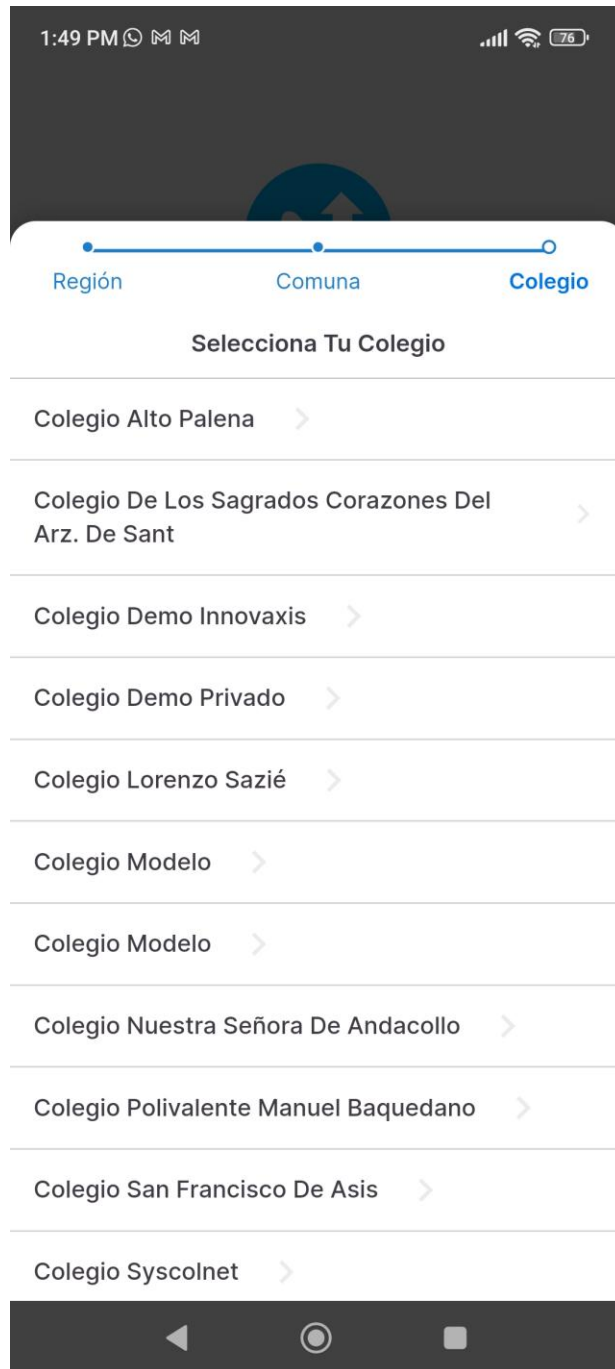 1:49 PM
76
Región
Comuna
Colegio
Selecciona Tu Colegio
Colegio Alto Palena
Colegio De Los Sagrados Corazones Del
Arz. De Sant
Colegio Demo Innovaxis
Colegio Demo Privado
Colegio Lorenzo Sazié
Colegio Modelo
Colegio Modelo
Colegio Nuestra Señora De Andacollo
Colegio Polivalente Manuel Baquedano
Colegio San Francisco De Asis
Colegio Syscolnet